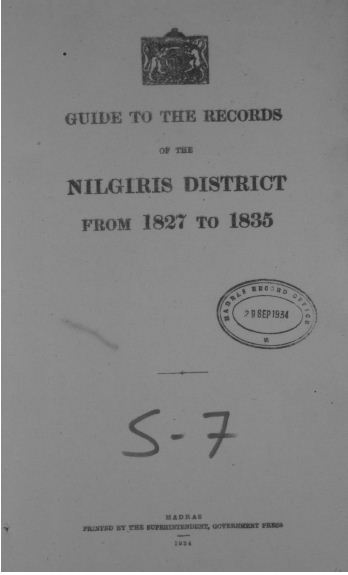 GUIDE TO THE RECORDS
OF THE
NILGIRIS DISTRICT
FROM 1827 TO 1835
MADRAS RECORD OFFICE
20 SEP 1934
S-7
MADRAS
PRINTED BY THE SUPERINTENDENT, GOVERNMENT PRESS
1934